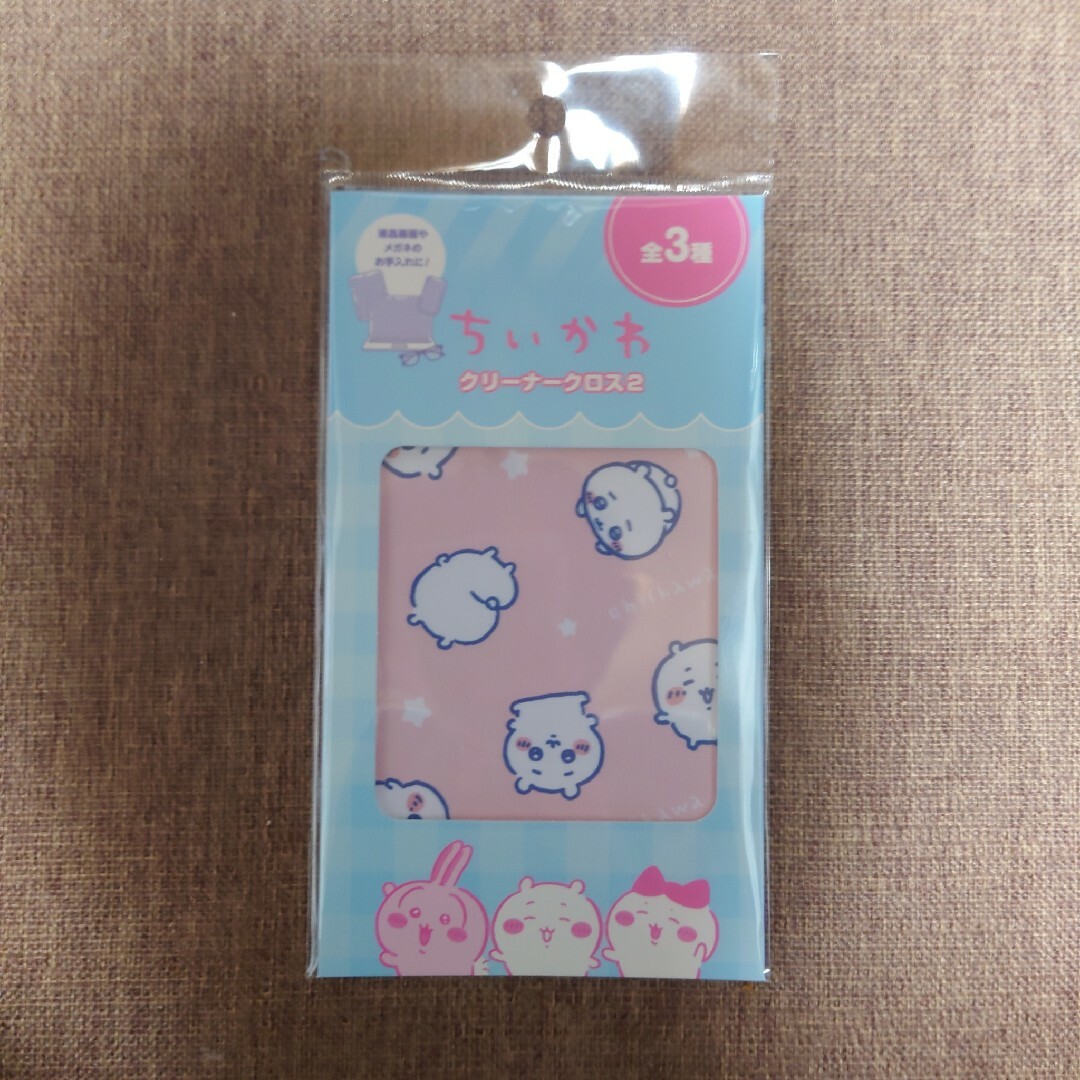 全3種
液晶画面や
メガネの
お手入れに!
ちいかわ
クリーナークロス2
chiikawa